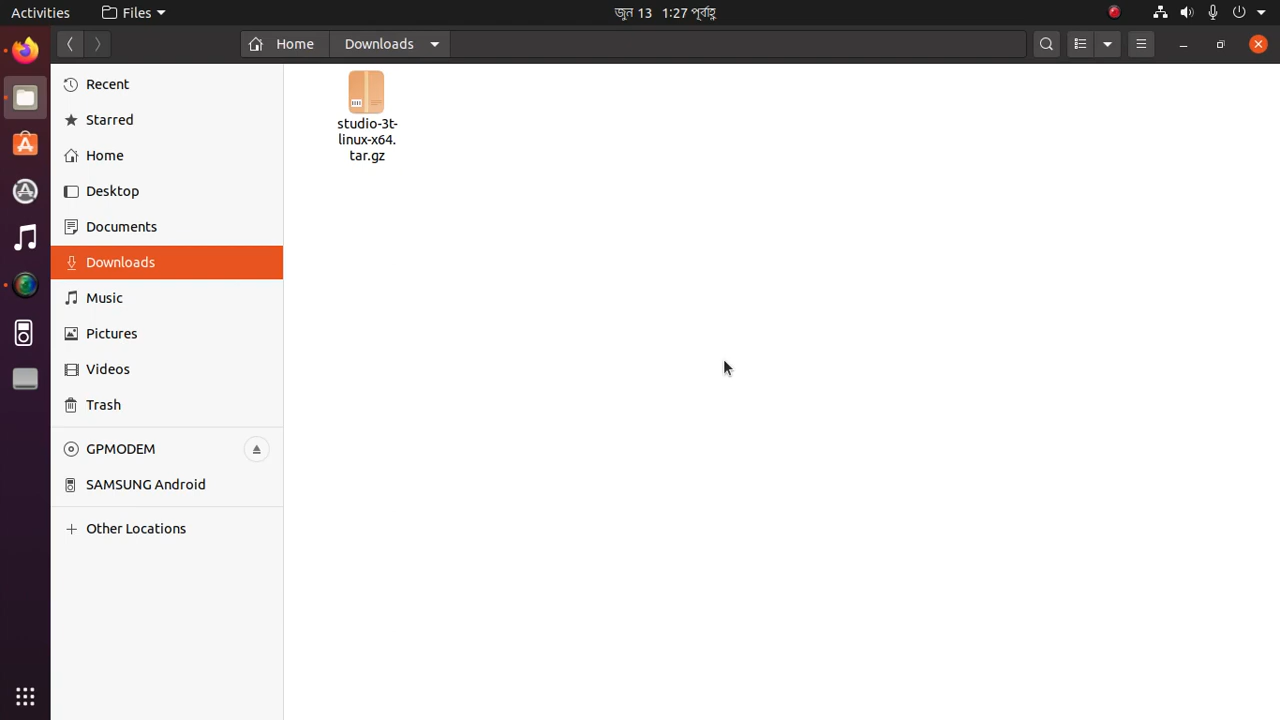 Activities
Files
জুন 13 1:27 পূর্বাহ্ণ
Home
Downloads
Recent
Starred
Home
Desktop
Documents
Downloads
Music
Pictures
Videos
Trash
GPMODEM
SAMSUNG Android
Other Locations
studio-3t-
linux-x64.
tar.gz